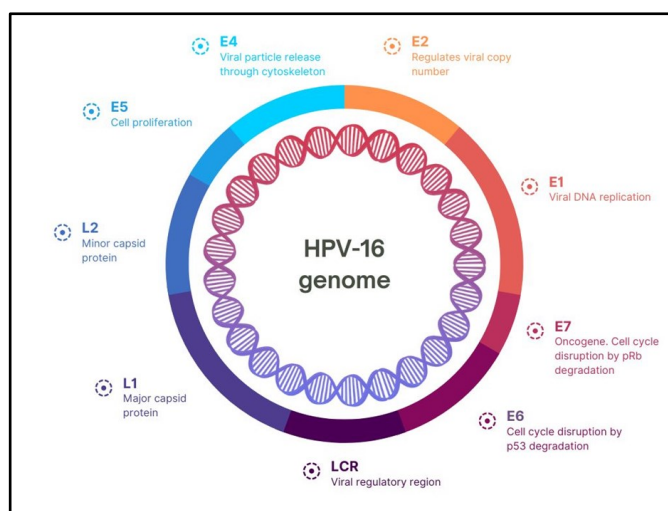 E4
Viral particle release
through cytoskeleton
E2
Regulates viral copy
number
E5
Cell proliferation
E1
Viral DNA replication
L2
Minor capsid
protein
HPV-16
genome
E7
Oncogene. Cell cycle
disruption by pRb
degradation
L1
Major capsid
protein
E6
Cell cycle disruption by
p53 degradation
LCR
Viral regulatory region